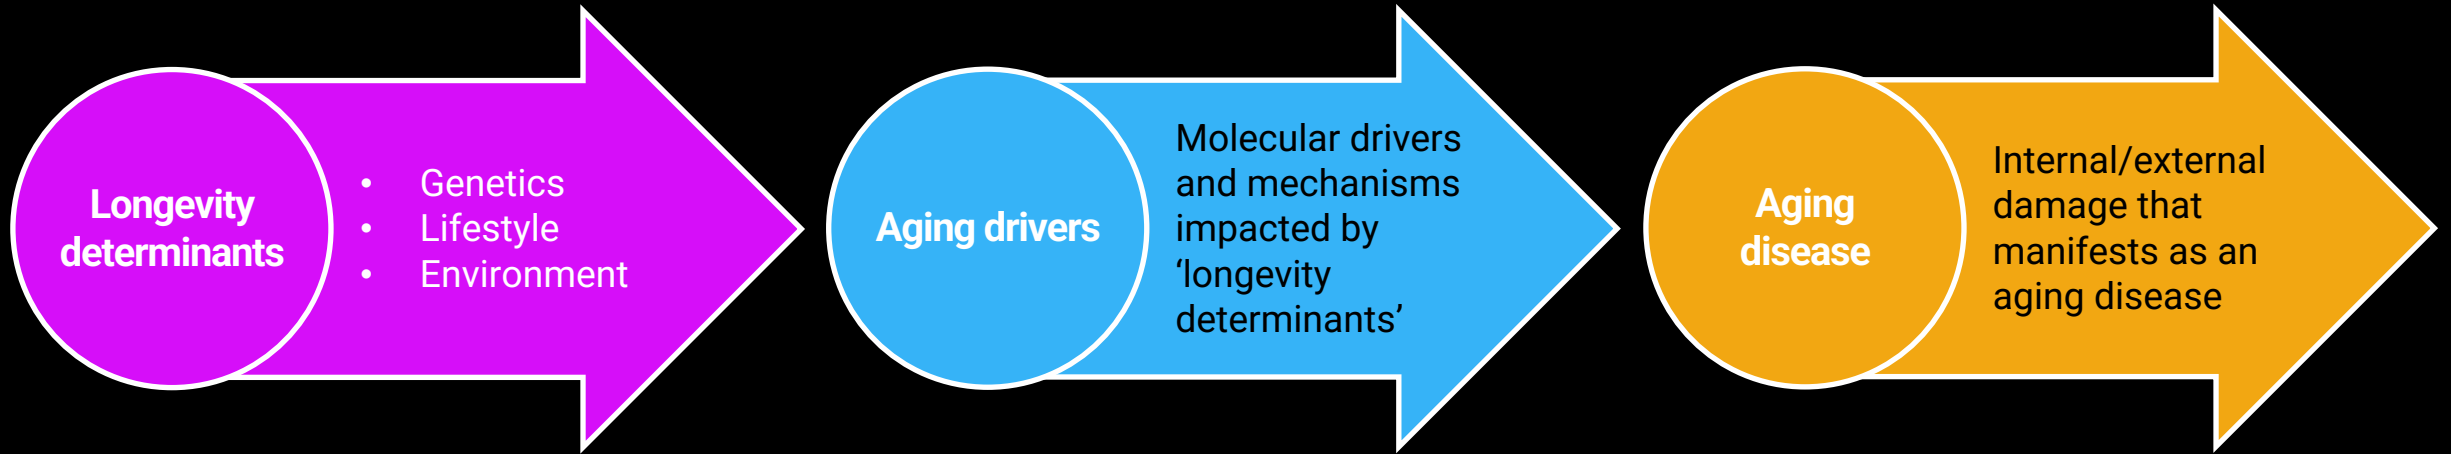 Longevity
determinants
• Genetics
• Lifestyle
• Environment
Aging drivers
Molecular drivers
and mechanisms
impacted by
‘longevity
determinants’
Aging
disease
Internal/external
damage that
manifests as an
aging disease